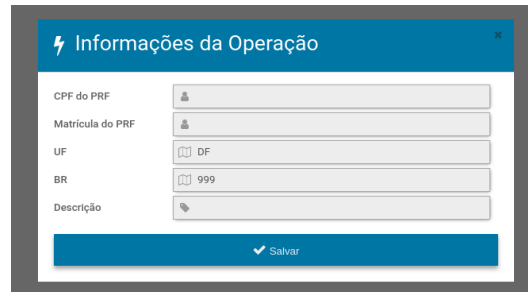 Informações da Operação
CPF do PRF
Matrícula do PRF
UF DF
BR 999
Descrição
Salvar